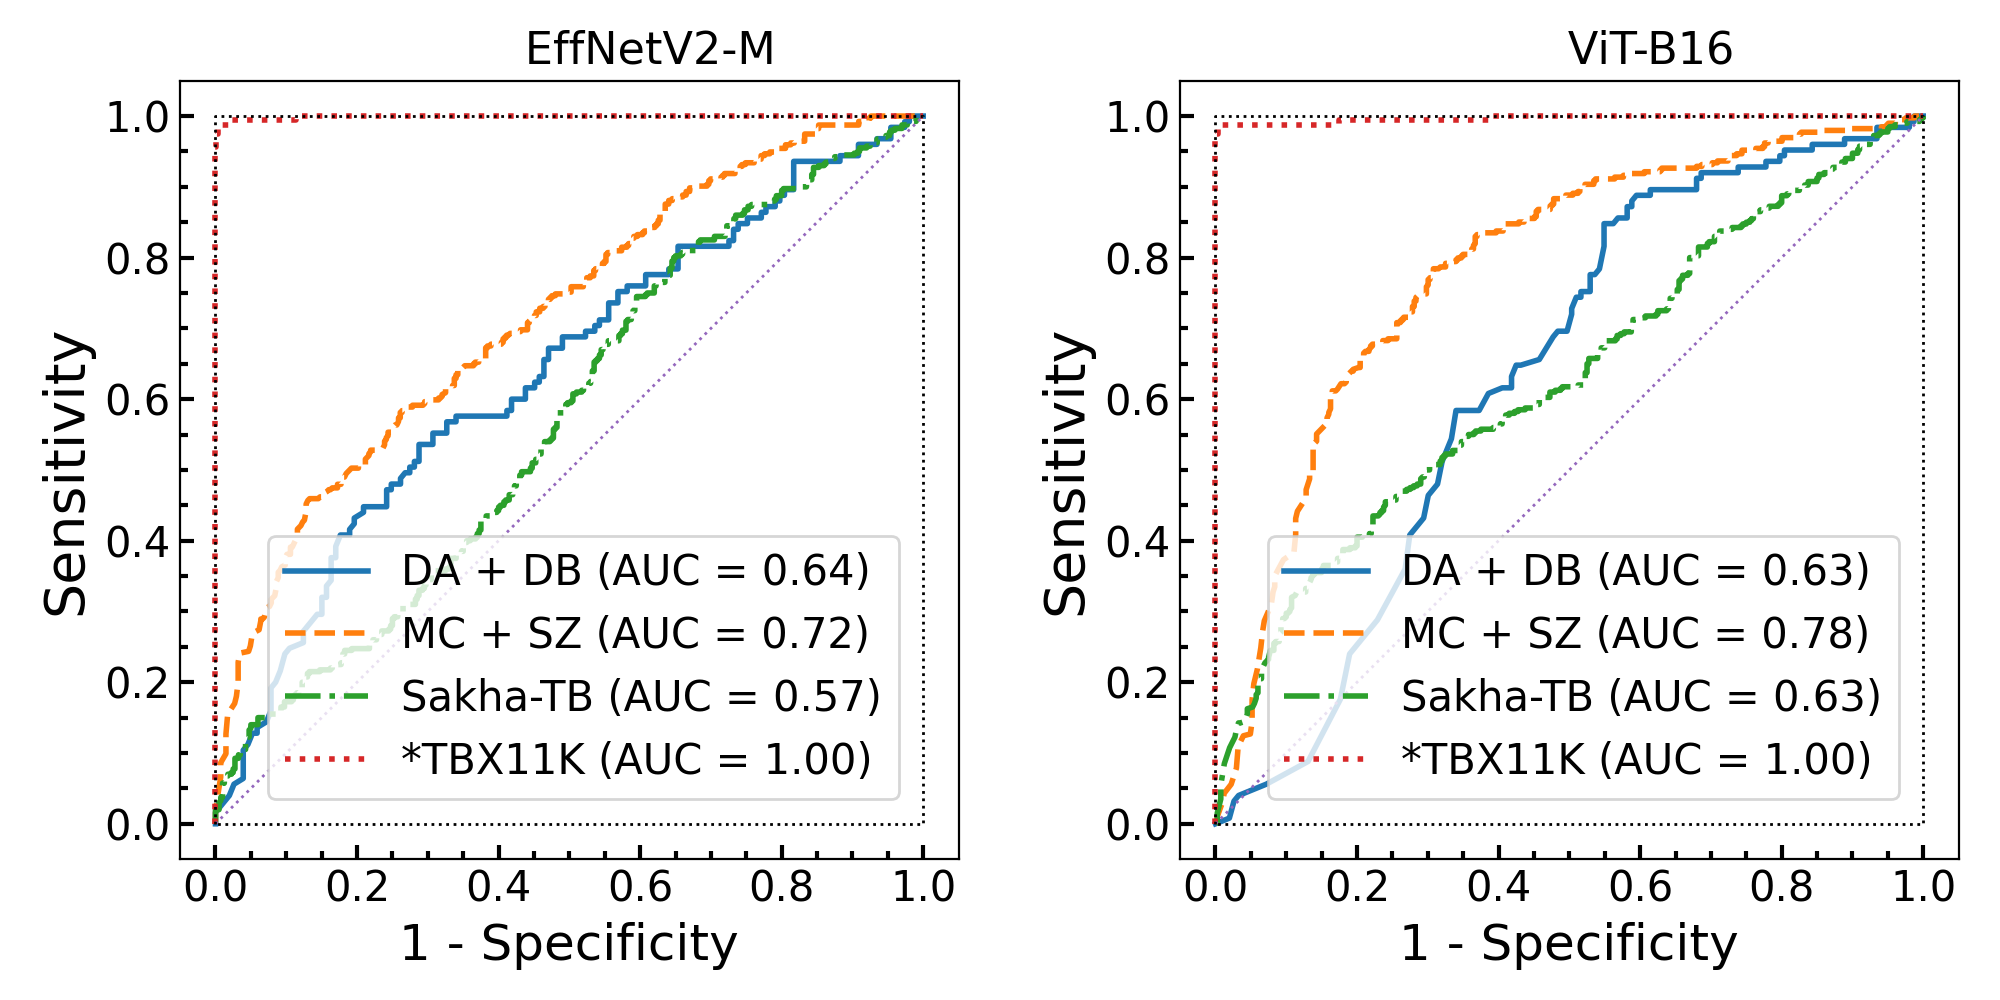 EffNetV2-M
1.0
0.8
0.6
0.4
0.2
0.0
Sensitivity
DA + DB (AUC = 0.64)
MC + SZ (AUC = 0.72)
Sakha-TB (AUC = 0.57)
*TBX11K (AUC = 1.00)
0.0 0.2 0.4 0.6 0.8 1.0
1 - Specificity
ViT-B16
1.0
0.8
0.6
0.4
0.2
0.0
Sensitivity
DA + DB (AUC = 0.63)
MC + SZ (AUC = 0.78)
Sakha-TB (AUC = 0.63)
*TBX11K (AUC = 1.00)
0.0 0.2 0.4 0.6 0.8 1.0
1 - Specificity